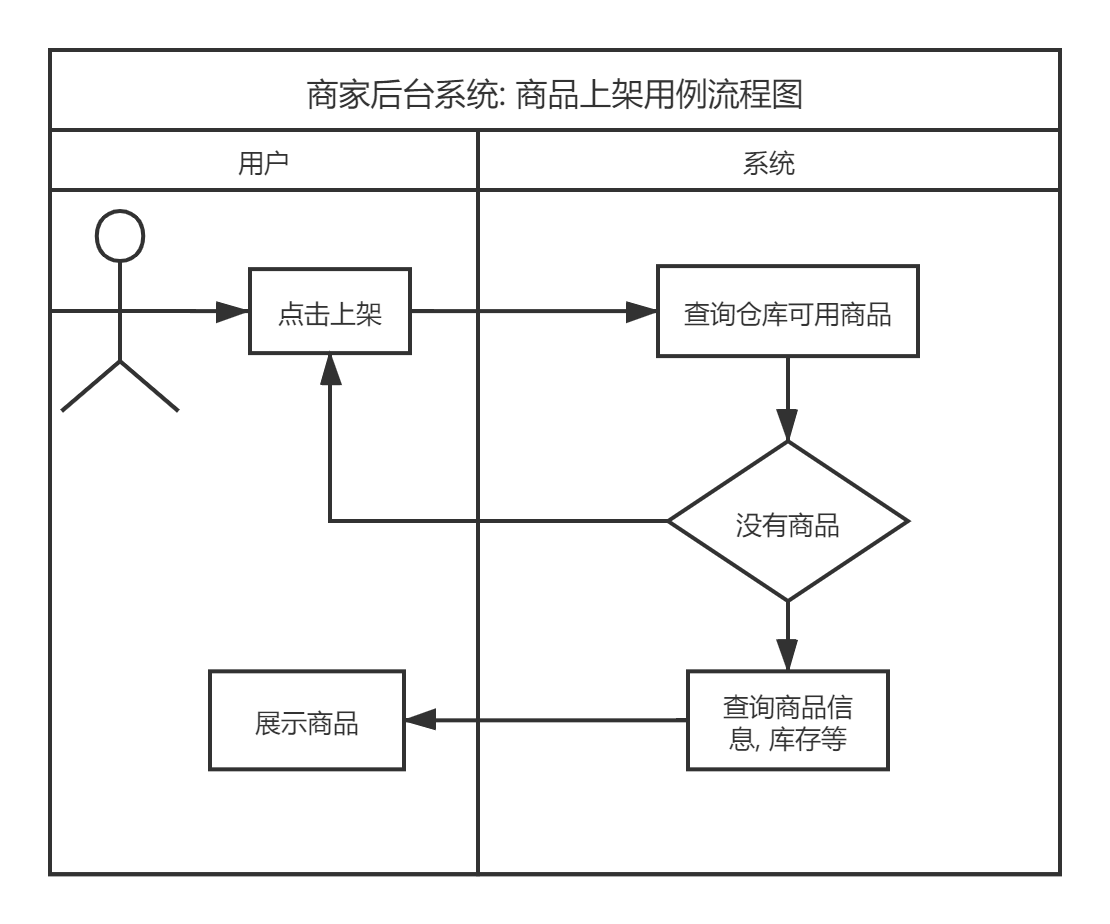 商家后台系统: 商品上架用例流程图
用户
系统
点击上架
查询仓库可用商品
没有商品
展示商品
查询商品信
息, 库存等